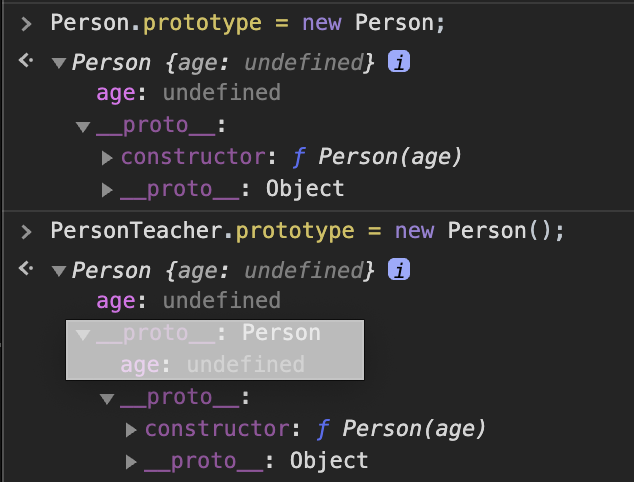 > Person.prototype = new Person;
<· ▼ Person {age: undefined} i
age: undefined
▼ __proto__:
▶ constructor: ƒ Person(age)
▶ __proto__: Object
> PersonTeacher.prototype = new Person();
<· ▼ Person {age: undefined} i
age: undefined
▼ __proto__: Person
age: undefined
▼ __proto__:
▶ constructor: ƒ Person(age)
▶ __proto__: Object